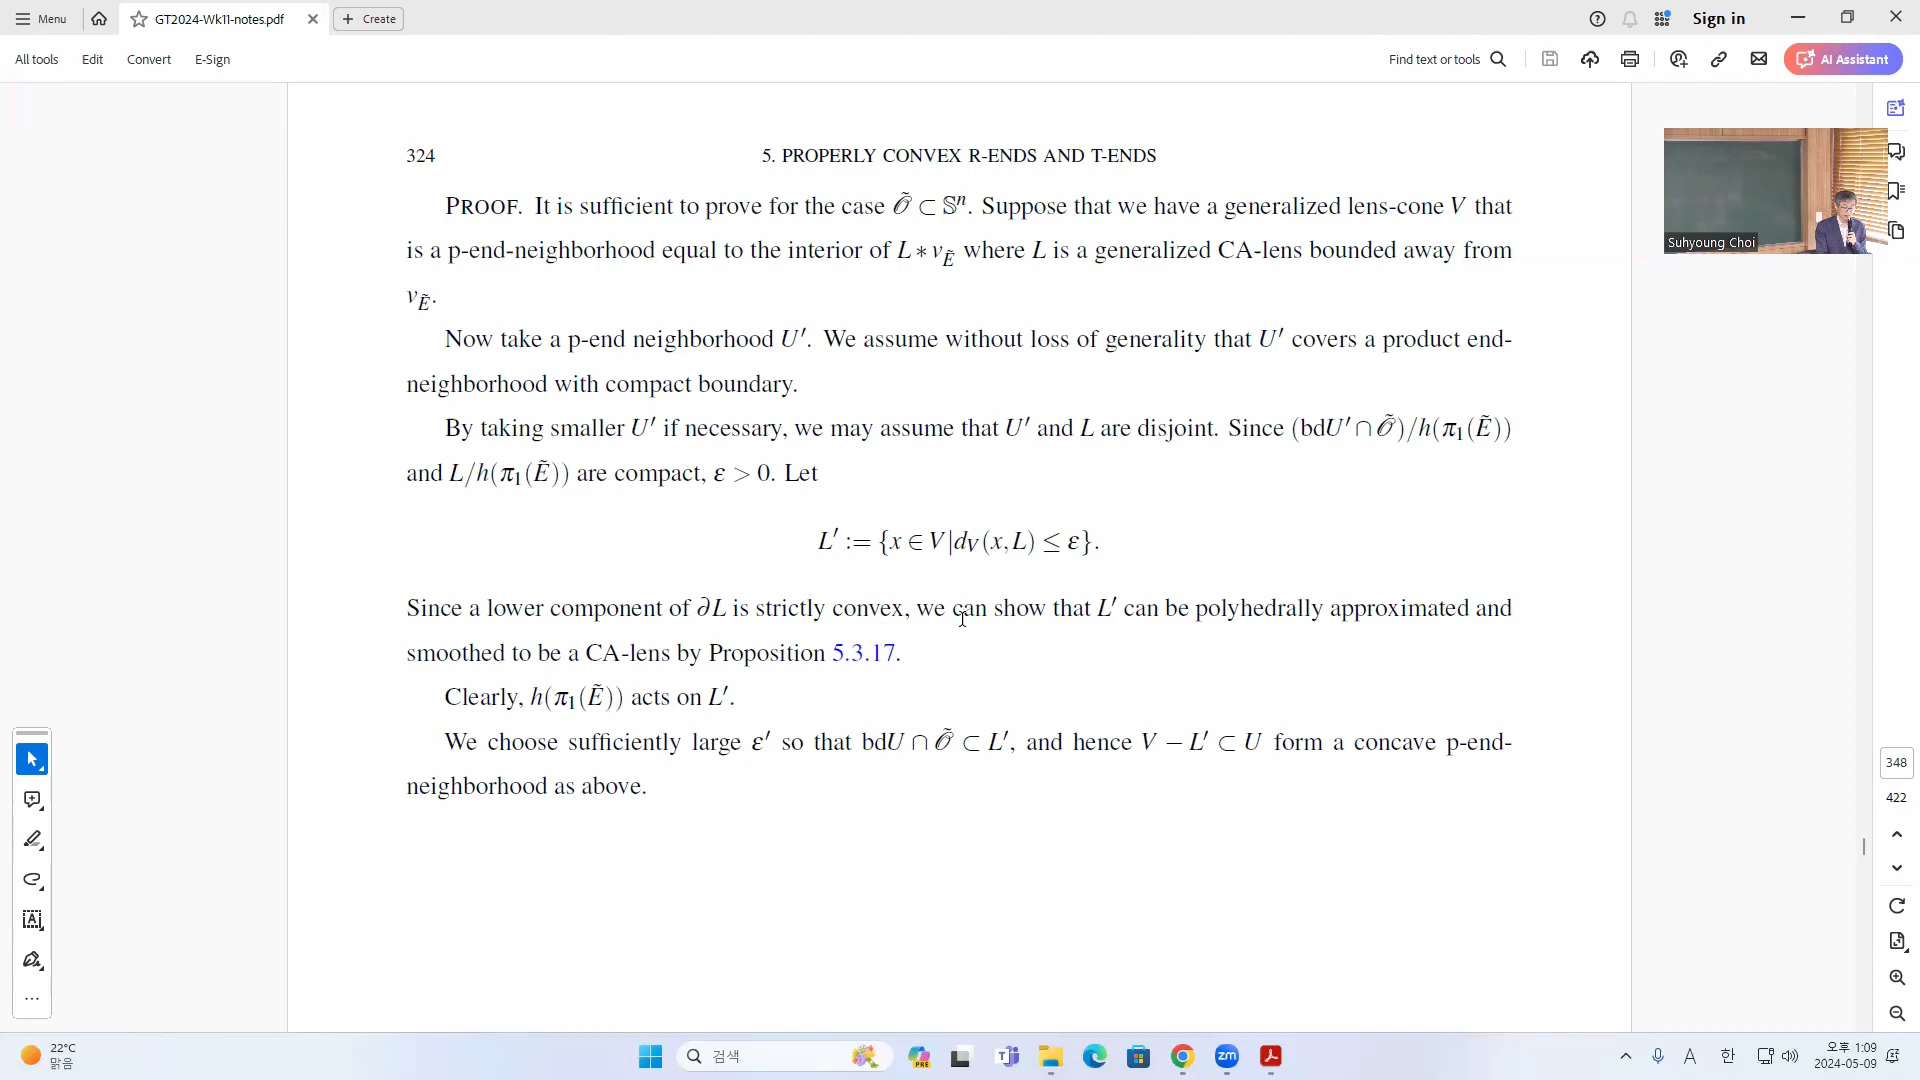 Menu
GT2024-Wk11-notes.pdf
Create
Sign in
All tools
Edit
Convert
E-Sign
Find text or tools
AI Assistant
324
5. PROPERLY CONVEX R-ENDS AND T-ENDS
PROOF. It is sufficient to prove for the case 𝒪̃ ⊂ 𝕊ⁿ. Suppose that we have a generalized lens-cone V that
is a p-end-neighborhood equal to the interior of L ∗ v_Ẽ where L is a generalized CA-lens bounded away from
v_Ẽ.
Now take a p-end neighborhood U′. We assume without loss of generality that U′ covers a product end-
neighborhood with compact boundary.
By taking smaller U′ if necessary, we may assume that U′ and L are disjoint. Since (bdU′ ∩ 𝒪̃)/h(π₁(Ẽ))
and L/h(π₁(Ẽ)) are compact, ε > 0. Let
L′ := {x ∈ V|d_V(x,L) ≤ ε}.
Since a lower component of ∂L is strictly convex, we can show that L′ can be polyhedrally approximated and
smoothed to be a CA-lens by Proposition 5.3.17.
Clearly, h(π₁(Ẽ)) acts on L′.
We choose sufficiently large ε′ so that bdU ∩ 𝒪̃ ⊂ L′, and hence V − L′ ⊂ U form a concave p-end-
neighborhood as above.
Suhyoung Choi
348
422
22°C
맑음
검색
PRE
zm
A
한
오후 1:09
2024-05-09